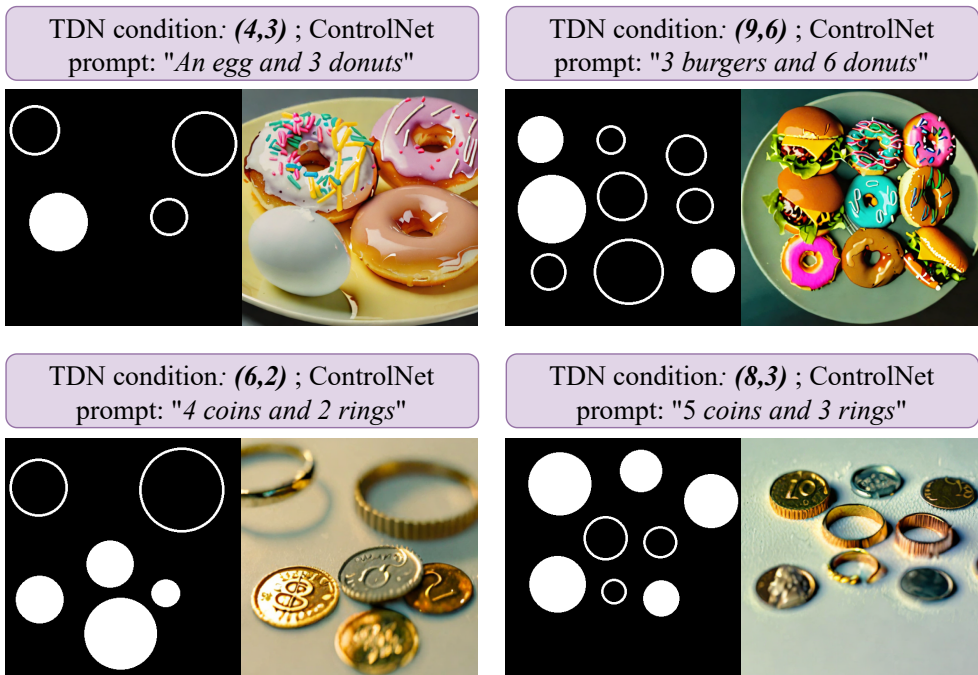 TDN condition: (4,3) ; ControlNet
prompt: "An egg and 3 donuts"
TDN condition: (9,6) ; ControlNet
prompt: "3 burgers and 6 donuts"
TDN condition: (6,2) ; ControlNet
prompt: "4 coins and 2 rings"
TDN condition: (8,3) ; ControlNet
prompt: "5 coins and 3 rings"